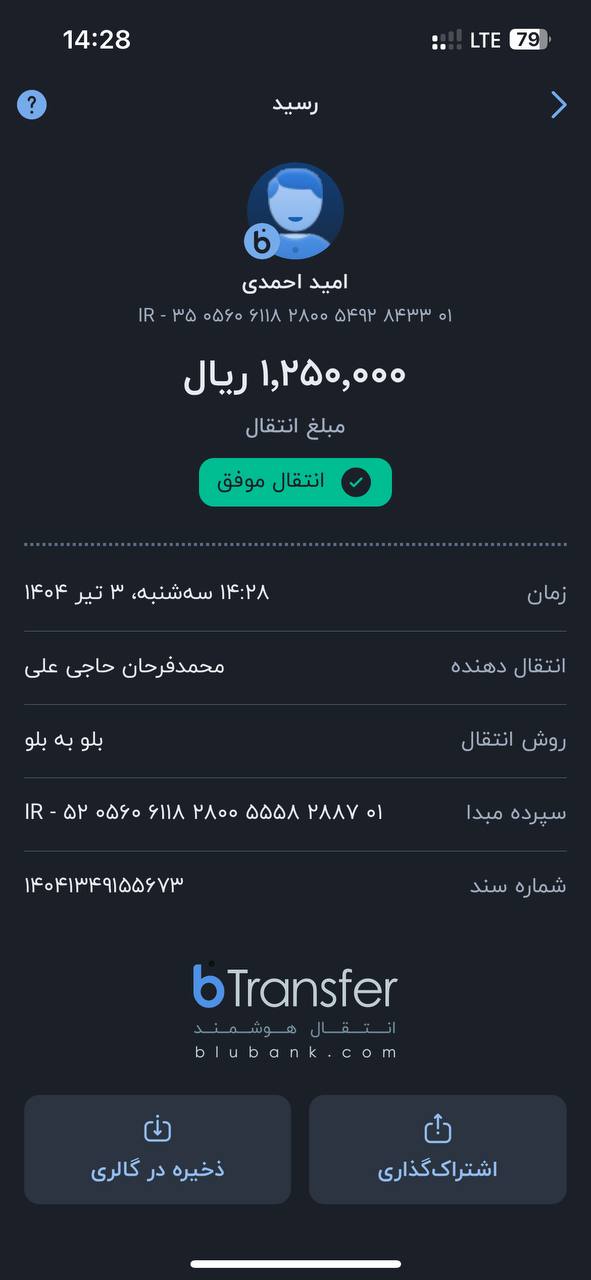 14:28
LTE 79
?
رسید
b
امید احمدی
IR - ۳۵ ۰۵۶۰ ۶۱۱۸ ۲۸۰۰ ۵۴۹۲ ۸۴۳۳ ۰۱
۱,۲۵۰,۰۰۰ ریال
مبلغ انتقال
انتقال موفق
زمان ۱۴:۲۸ سه‌شنبه، ۳ تیر ۱۴۰۴
انتقال دهنده محمدفرحان حاجی علی
روش انتقال بلو به بلو
سپرده مبدا IR - ۵۲ ۰۵۶۰ ۶۱۱۸ ۲۸۰۰ ۵۵۵۸ ۲۸۸۷ ۰۱
شماره سند ۱۴۰۴۱۳۴۹۱۵۵۶۷۳
bTransfer
انـتـقـال هـوشـمـنـد
blubank.com
اشتراک‌گذاری
ذخیره در گالری